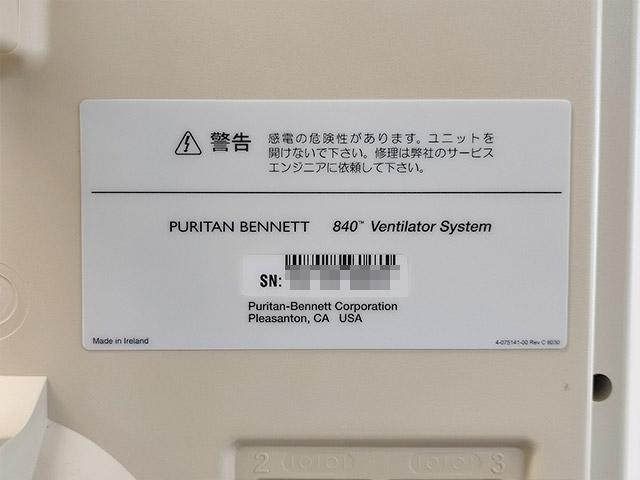 警告
感電の危険性があります。ユニットを
開けないで下さい。修理は弊社のサービス
エンジニアに依頼して下さい。
PURITAN BENNETT 840™ Ventilator System
SN:
Puritan-Bennett Corporation
Pleasanton, CA USA
Made in Ireland
4-075141-00 Rev C 8030
2 IOIOI IOIOI 3